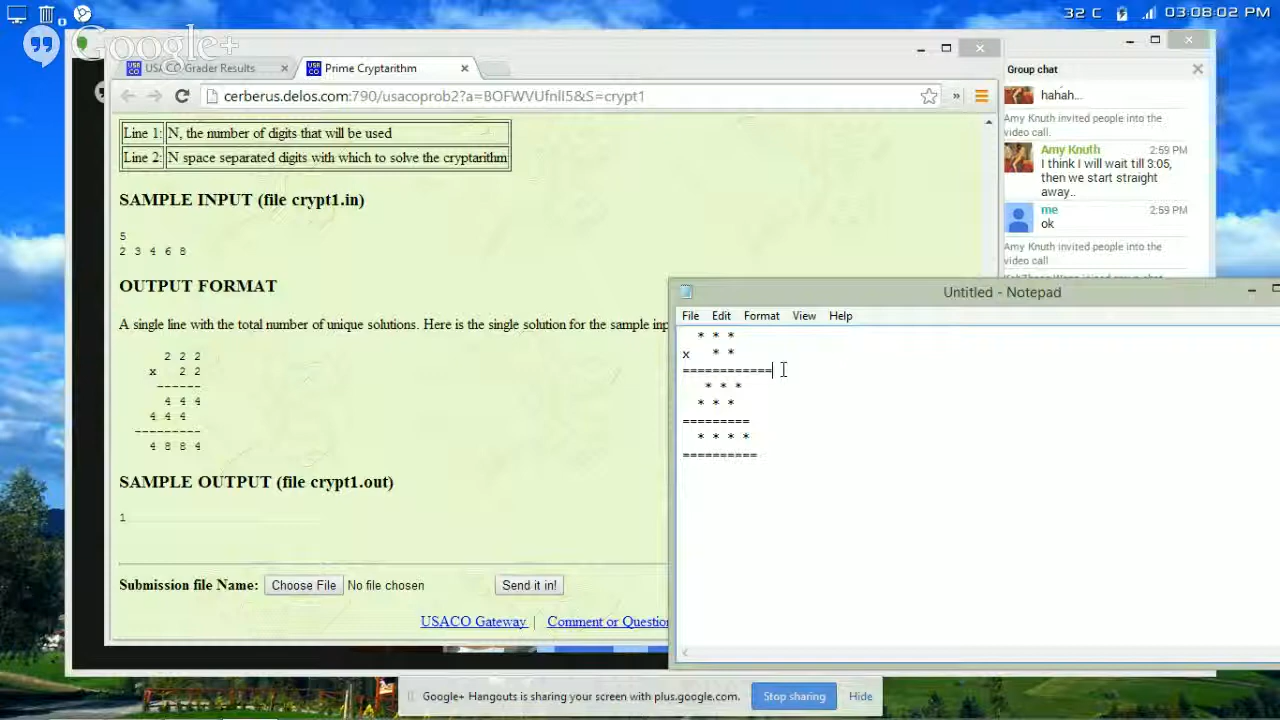 0
32 C
03:08:02 PM
Google+
USACO Grader Results
Prime Cryptarithm
cerberus.delos.com:790/usacoprob2?a=BOFWVUfnlI5&S=crypt1
»
Line 1: N, the number of digits that will be used
Line 2: N space separated digits with which to solve the cryptarithm
SAMPLE INPUT (file crypt1.in)
5
2 3 4 6 8
OUTPUT FORMAT
A single line with the total number of unique solutions. Here is the single solution for the sample
2 2 2
x 2 2
------
4 4 4
4 4 4
---------
4 8 8 4
SAMPLE OUTPUT (file crypt1.out)
1
Submission file Name: Choose File No file chosen Send it in!
USACO Gateway | Comment or
Group chat
hahah...
Amy Knuth invited people into the
video call.
Amy Knuth 2:59 PM
I think I will wait till 3:05,
then we start straight
away..
me 2:59 PM
ok
Amy Knuth invited people into the
video call
Untitled - Notepad
File Edit Format View Help
* * *
x * *
============
* * *
* * *
=========
* * * *
==========
Google+ Hangouts is sharing your screen with plus.google.com. Stop sharing Hide